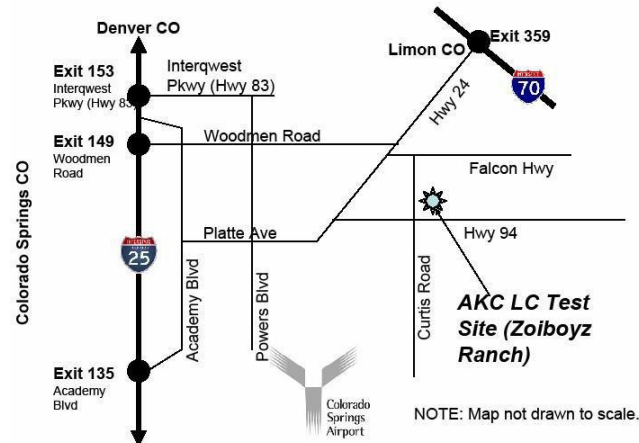 Denver CO
Exit 153
Interqwest
Pkwy (Hwy 83)
Interqwest
Pkwy (Hwy 83)
Limon CO
Exit 359
INTERSTATE
70
Hwy 24
Exit 149
Woodmen
Road
Woodmen Road
Falcon Hwy
Colorado Springs CO
INTERSTATE
25
Platte Ave
Hwy 94
Academy Blvd
Powers Blvd
Curtis Road
AKC LC Test
Site (Zoiboyz
Ranch)
Exit 135
Academy
Blvd
Colorado
Springs
Airport
NOTE: Map not drawn to scale.